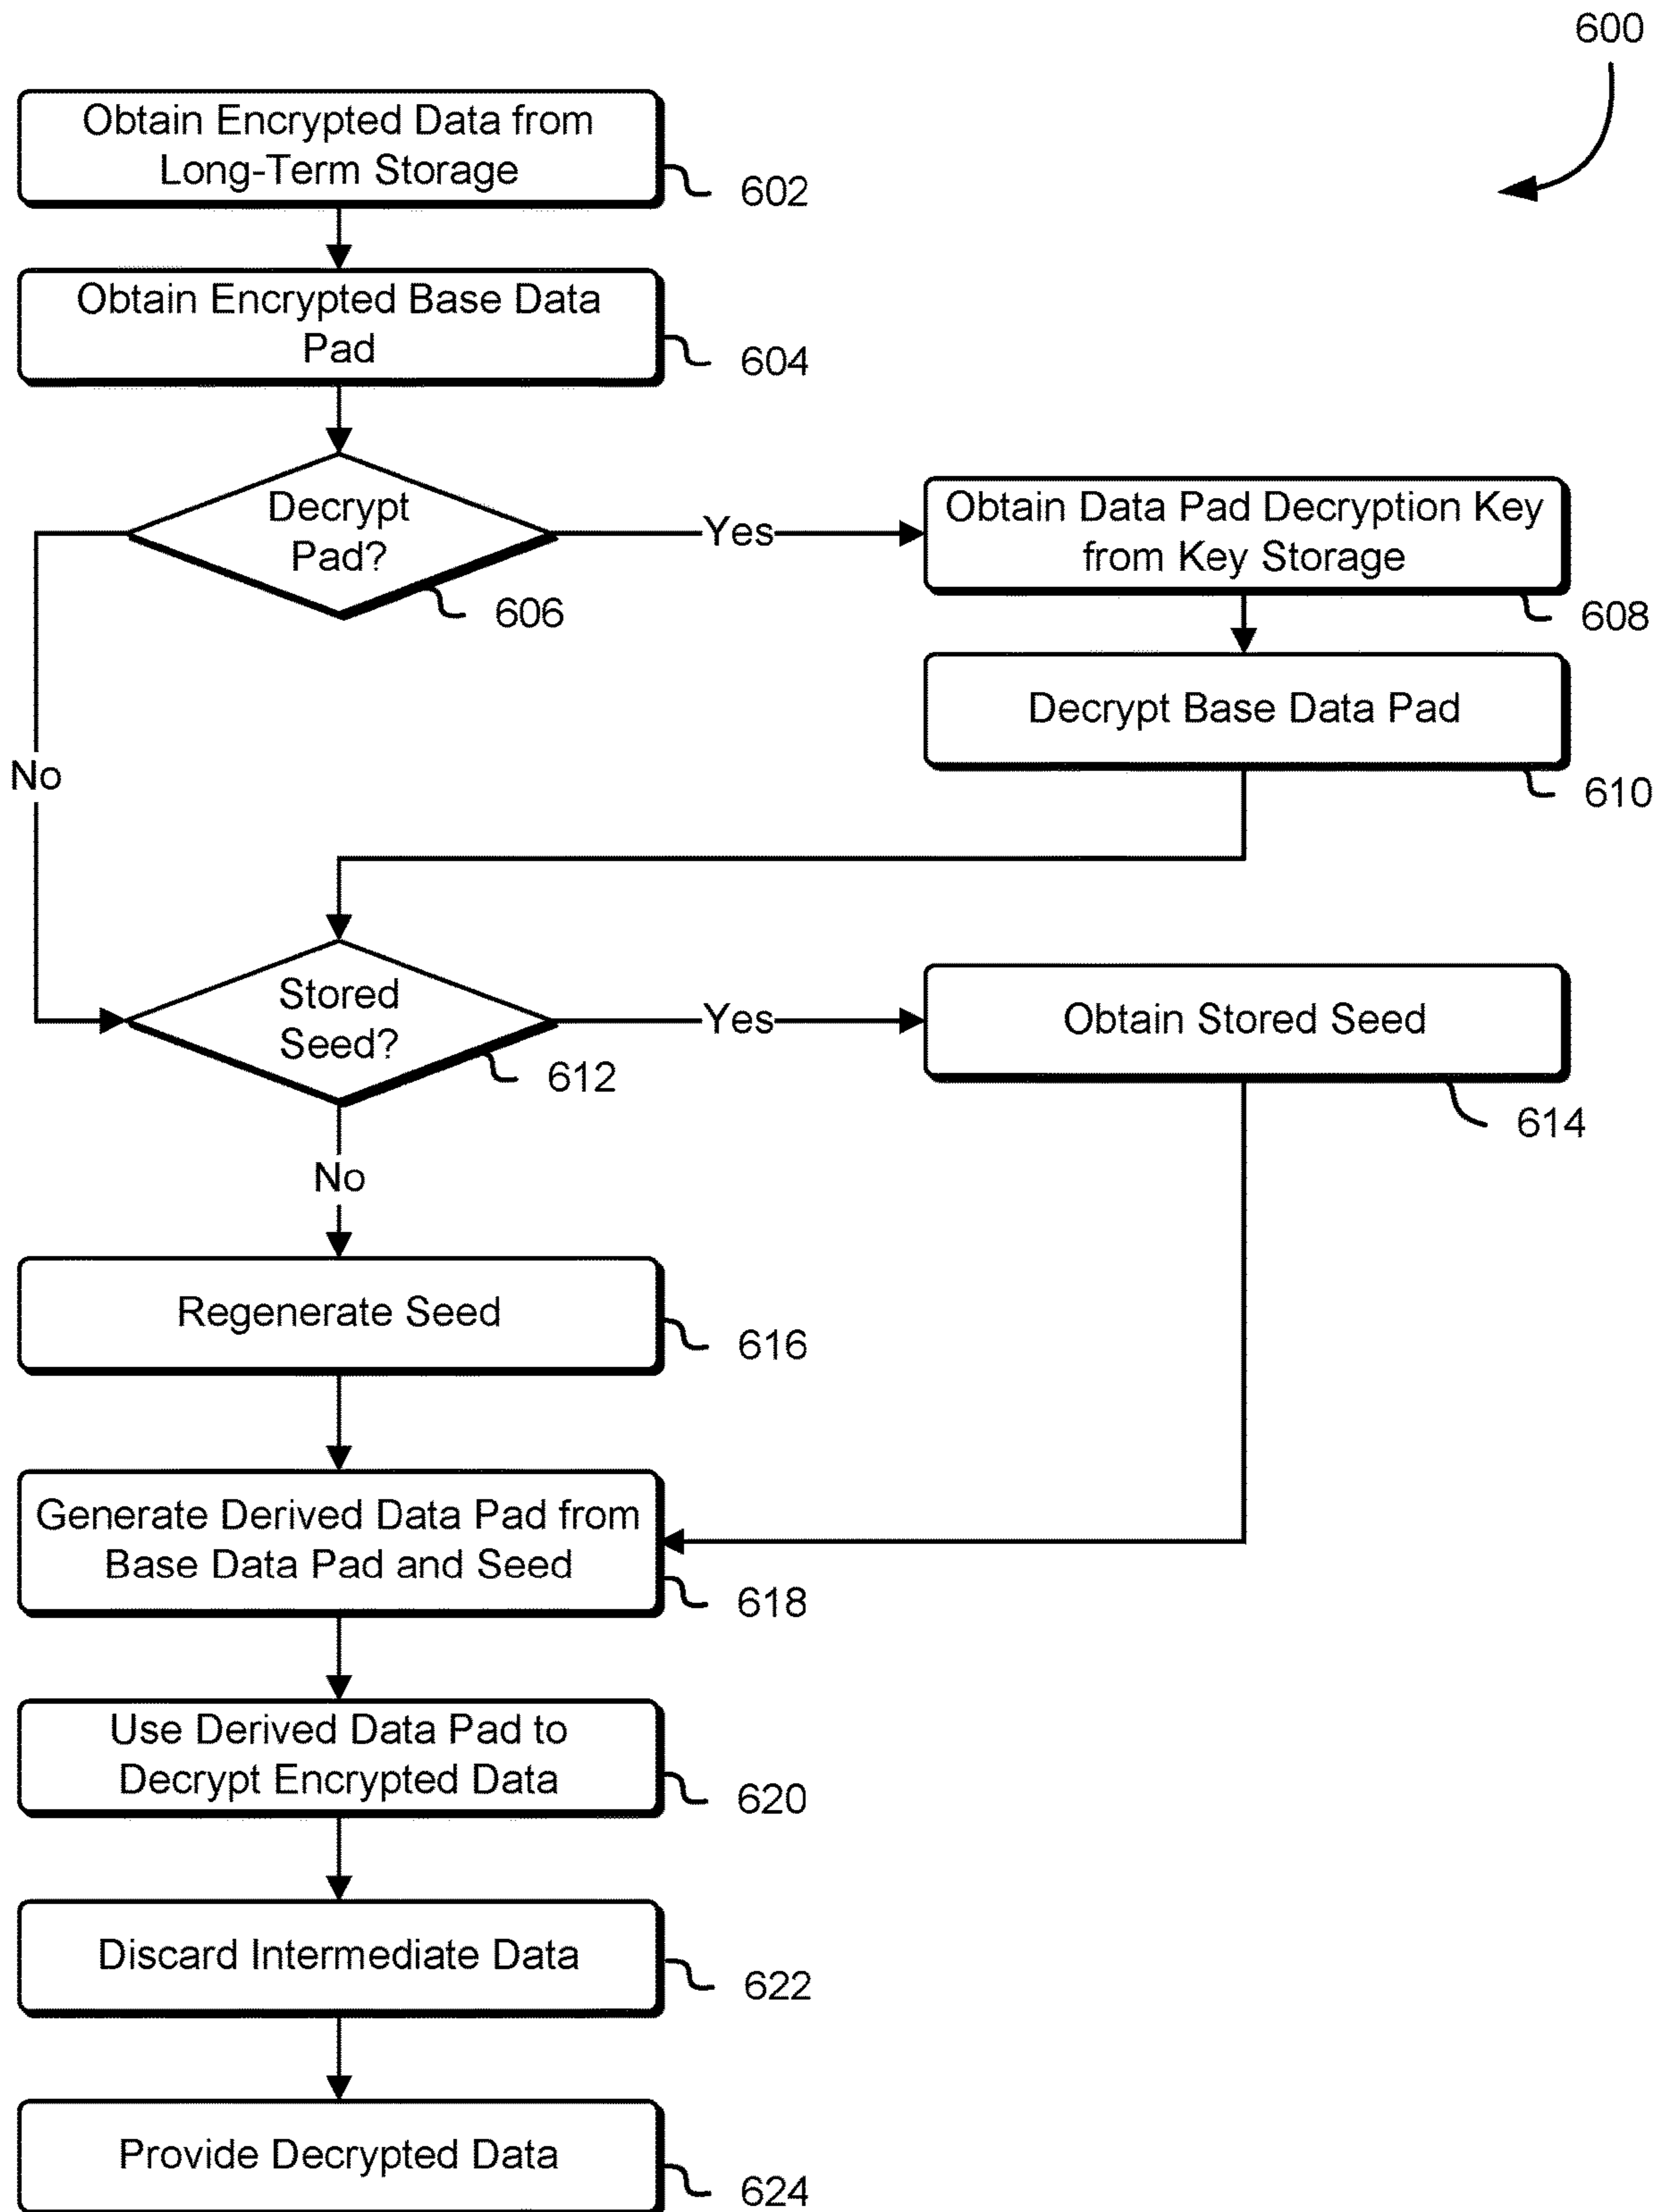 600
Obtain Encrypted Data from
Long-Term Storage
602
Obtain Encrypted Base Data
Pad
604
Decrypt
Pad?
606
Yes
Obtain Data Pad Decryption Key
from Key Storage
608
Decrypt Base Data Pad
610
No
Stored
Seed?
612
Yes
Obtain Stored Seed
614
No
Regenerate Seed
616
Generate Derived Data Pad from
Base Data Pad and Seed
618
Use Derived Data Pad to
Decrypt Encrypted Data
620
Discard Intermediate Data
622
Provide Decrypted Data
624